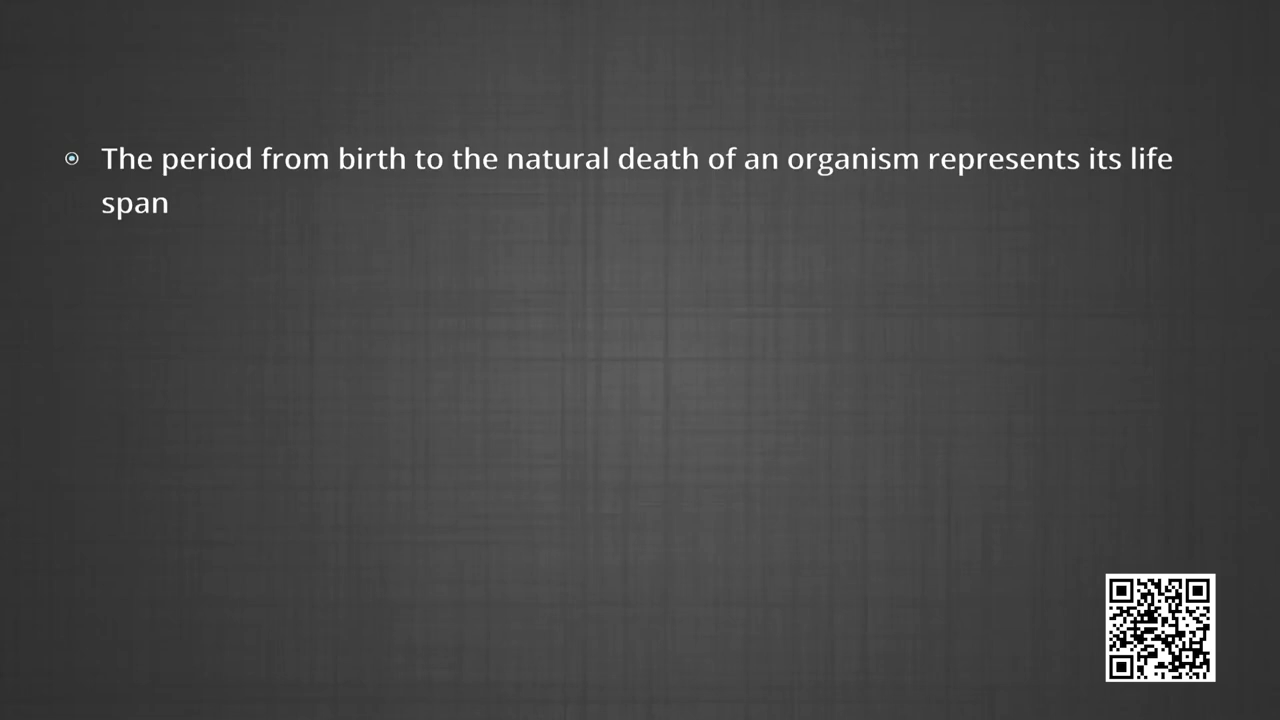 The period from birth to the natural death of an organism represents its life
span